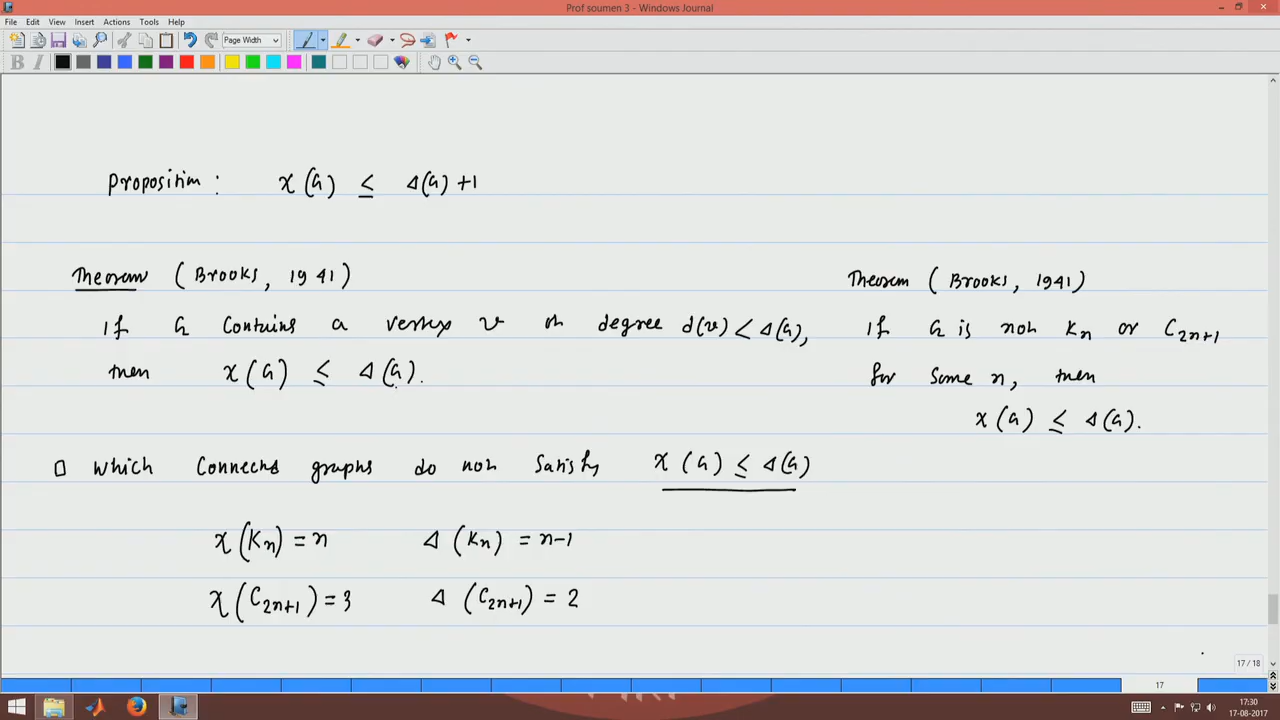 Prof soumen 3 - Windows Journal
File Edit View Insert Actions Tools Help
Page Width
Proposition : χ(G) ≤ Δ(G) +1
Theorem (Brooks, 1941)
If G contains a vertex v of degree d(v) < Δ(G),
then χ(G) ≤ Δ(G).
Theorem (Brooks, 1941)
If G is not Kn or C2n+1
for some n, then
χ(G) ≤ Δ(G).
□ Which connected graphs do not satisfy χ(G) ≤ Δ(G)
χ(Kn) = n Δ(Kn) = n-1
χ(C2n+1) = 3 Δ(C2n+1) = 2
17 / 18
17
17:30
17-08-2017